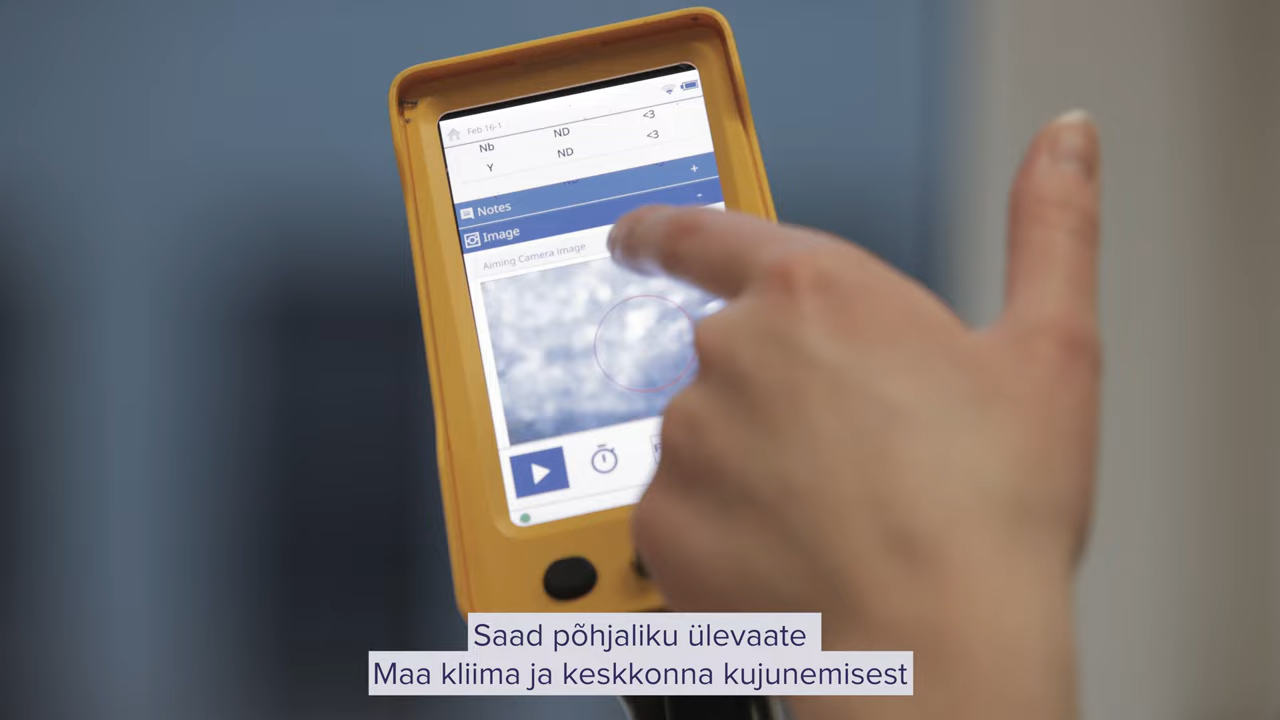 Feb 16-1
Nb ND <3
Y ND <3
Notes +
Image -
Aiming Camera Image
Saad põhjaliku ülevaate
Maa kliima ja keskkonna kujunemisest